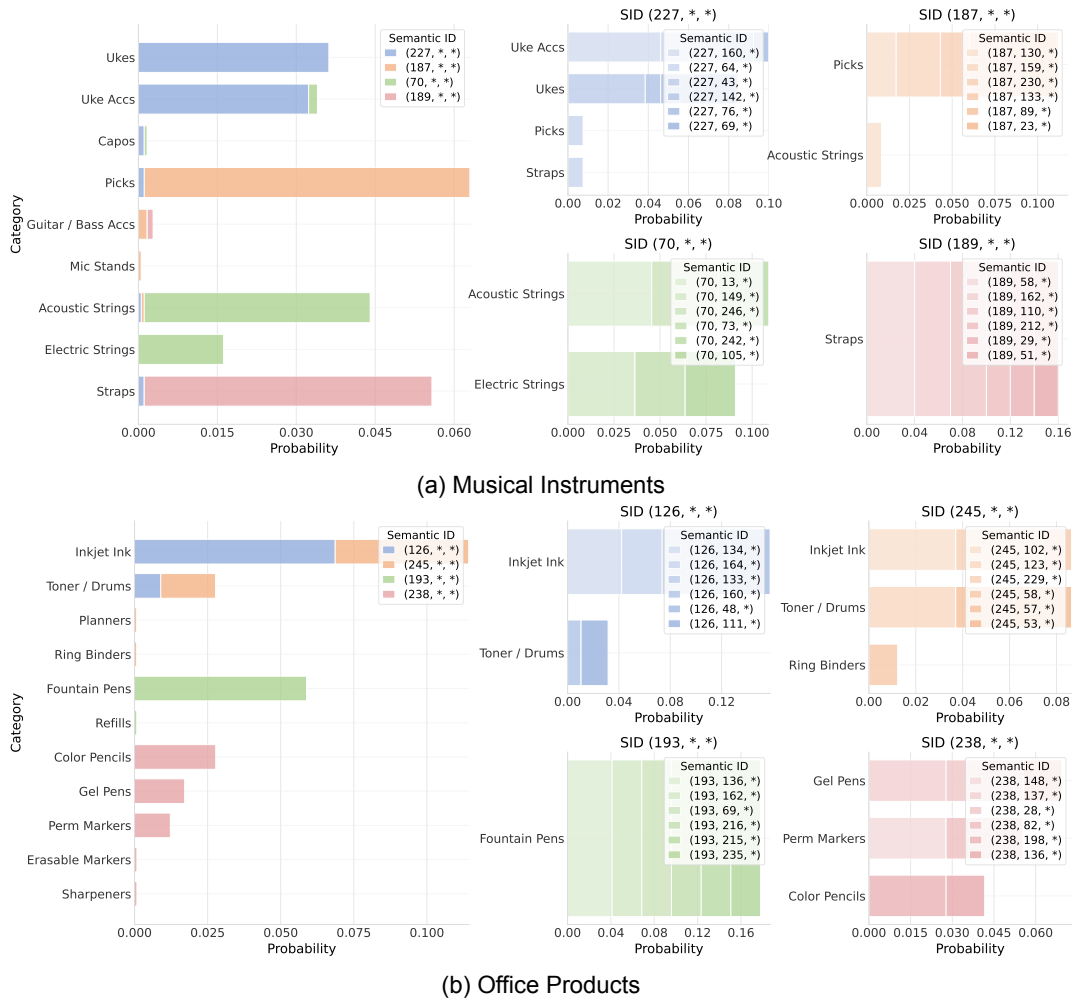 Category
Ukes
Uke Accs
Capos
Picks
Guitar / Bass Accs
Mic Stands
Acoustic Strings
Electric Strings
Straps
0.000 0.015 0.030 0.045 0.060
Probability
Semantic ID
(227, *, *)
(187, *, *)
(70, *, *)
(189, *, *)
SID (227, *, *)
Uke Accs
Ukes
Picks
Straps
Semantic ID
(227, 160, *)
(227, 64, *)
(227, 43, *)
(227, 142, *)
(227, 76, *)
(227, 69, *)
0.00 0.02 0.04 0.06 0.08 0.10
Probability
SID (187, *, *)
Picks
Acoustic Strings
Semantic ID
(187, 130, *)
(187, 159, *)
(187, 230, *)
(187, 133, *)
(187, 89, *)
(187, 23, *)
0.000 0.025 0.050 0.075 0.100
Probability
SID (70, *, *)
Acoustic Strings
Electric Strings
Semantic ID
(70, 13, *)
(70, 149, *)
(70, 246, *)
(70, 73, *)
(70, 242, *)
(70, 105, *)
0.000 0.025 0.050 0.075 0.100
Probability
SID (189, *, *)
Straps
Semantic ID
(189, 58, *)
(189, 162, *)
(189, 110, *)
(189, 212, *)
(189, 29, *)
(189, 51, *)
0.00 0.04 0.08 0.12 0.16
Probability
(a) Musical Instruments
Category
Inkjet Ink
Toner / Drums
Planners
Ring Binders
Fountain Pens
Refills
Color Pencils
Gel Pens
Perm Markers
Erasable Markers
Sharpeners
0.000 0.025 0.050 0.075 0.100
Probability
Semantic ID
(126, *, *)
(245, *, *)
(193, *, *)
(238, *, *)
SID (126, *, *)
Inkjet Ink
Toner / Drums
Semantic ID
(126, 134, *)
(126, 164, *)
(126, 133, *)
(126, 160, *)
(126, 48, *)
(126, 111, *)
0.00 0.04 0.08 0.12
Probability
SID (245, *, *)
Inkjet Ink
Toner / Drums
Ring Binders
Semantic ID
(245, 102, *)
(245, 123, *)
(245, 229, *)
(245, 58, *)
(245, 57, *)
(245, 53, *)
0.00 0.02 0.04 0.06 0.08
Probability
SID (193, *, *)
Fountain Pens
Semantic ID
(193, 136, *)
(193, 162, *)
(193, 69, *)
(193, 216, *)
(193, 215, *)
(193, 235, *)
0.00 0.04 0.08 0.12 0.16
Probability
SID (238, *, *)
Gel Pens
Perm Markers
Color Pencils
Semantic ID
(238, 148, *)
(238, 137, *)
(238, 28, *)
(238, 82, *)
(238, 198, *)
(238, 136, *)
0.000 0.015 0.030 0.045 0.060
Probability
(b) Office Products